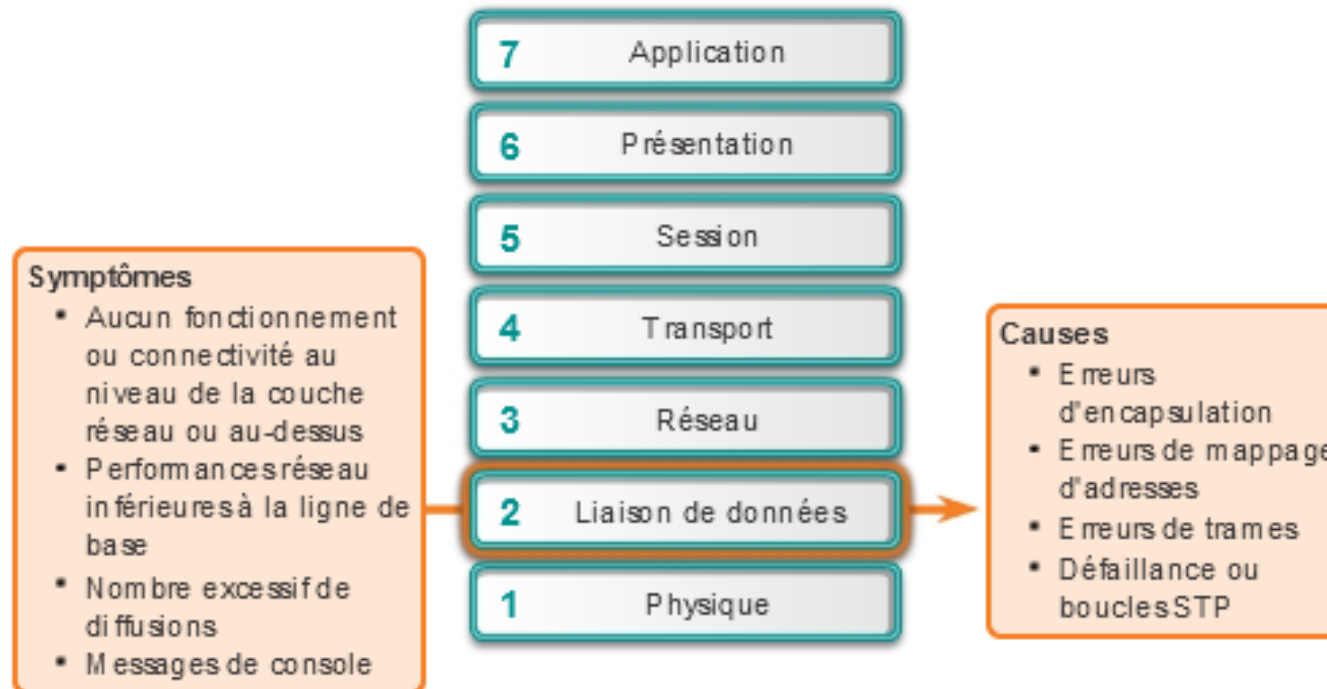 7 Application
6 Présentation
5 Session
4 Transport
3 Réseau
2 Liaison de données
1 Physique
Symptômes
▪ Aucun fonctionnement
ou connectivité au
niveau de la couche
réseau ou au-dessus
▪ Performances réseau
inférieures à la ligne de
base
▪ Nombre excessif de
diffusions
▪ Messages de console
Causes
▪ Erreurs
d'encapsulation
▪ Erreurs de mappage
d'adresses
▪ Erreurs de trames
▪ Défaillance ou
boucles STP